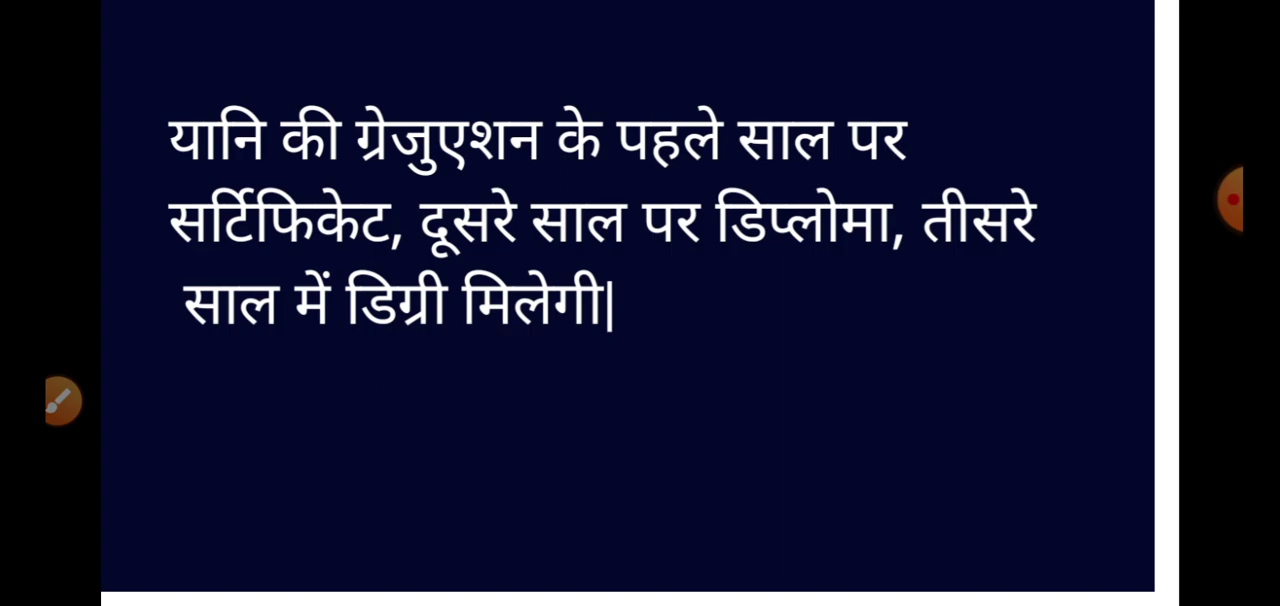 यानि की ग्रेजुएशन के पहले साल पर
सर्टिफिकेट, दूसरे साल पर डिप्लोमा, तीसरे
साल में डिग्री मिलेगी|